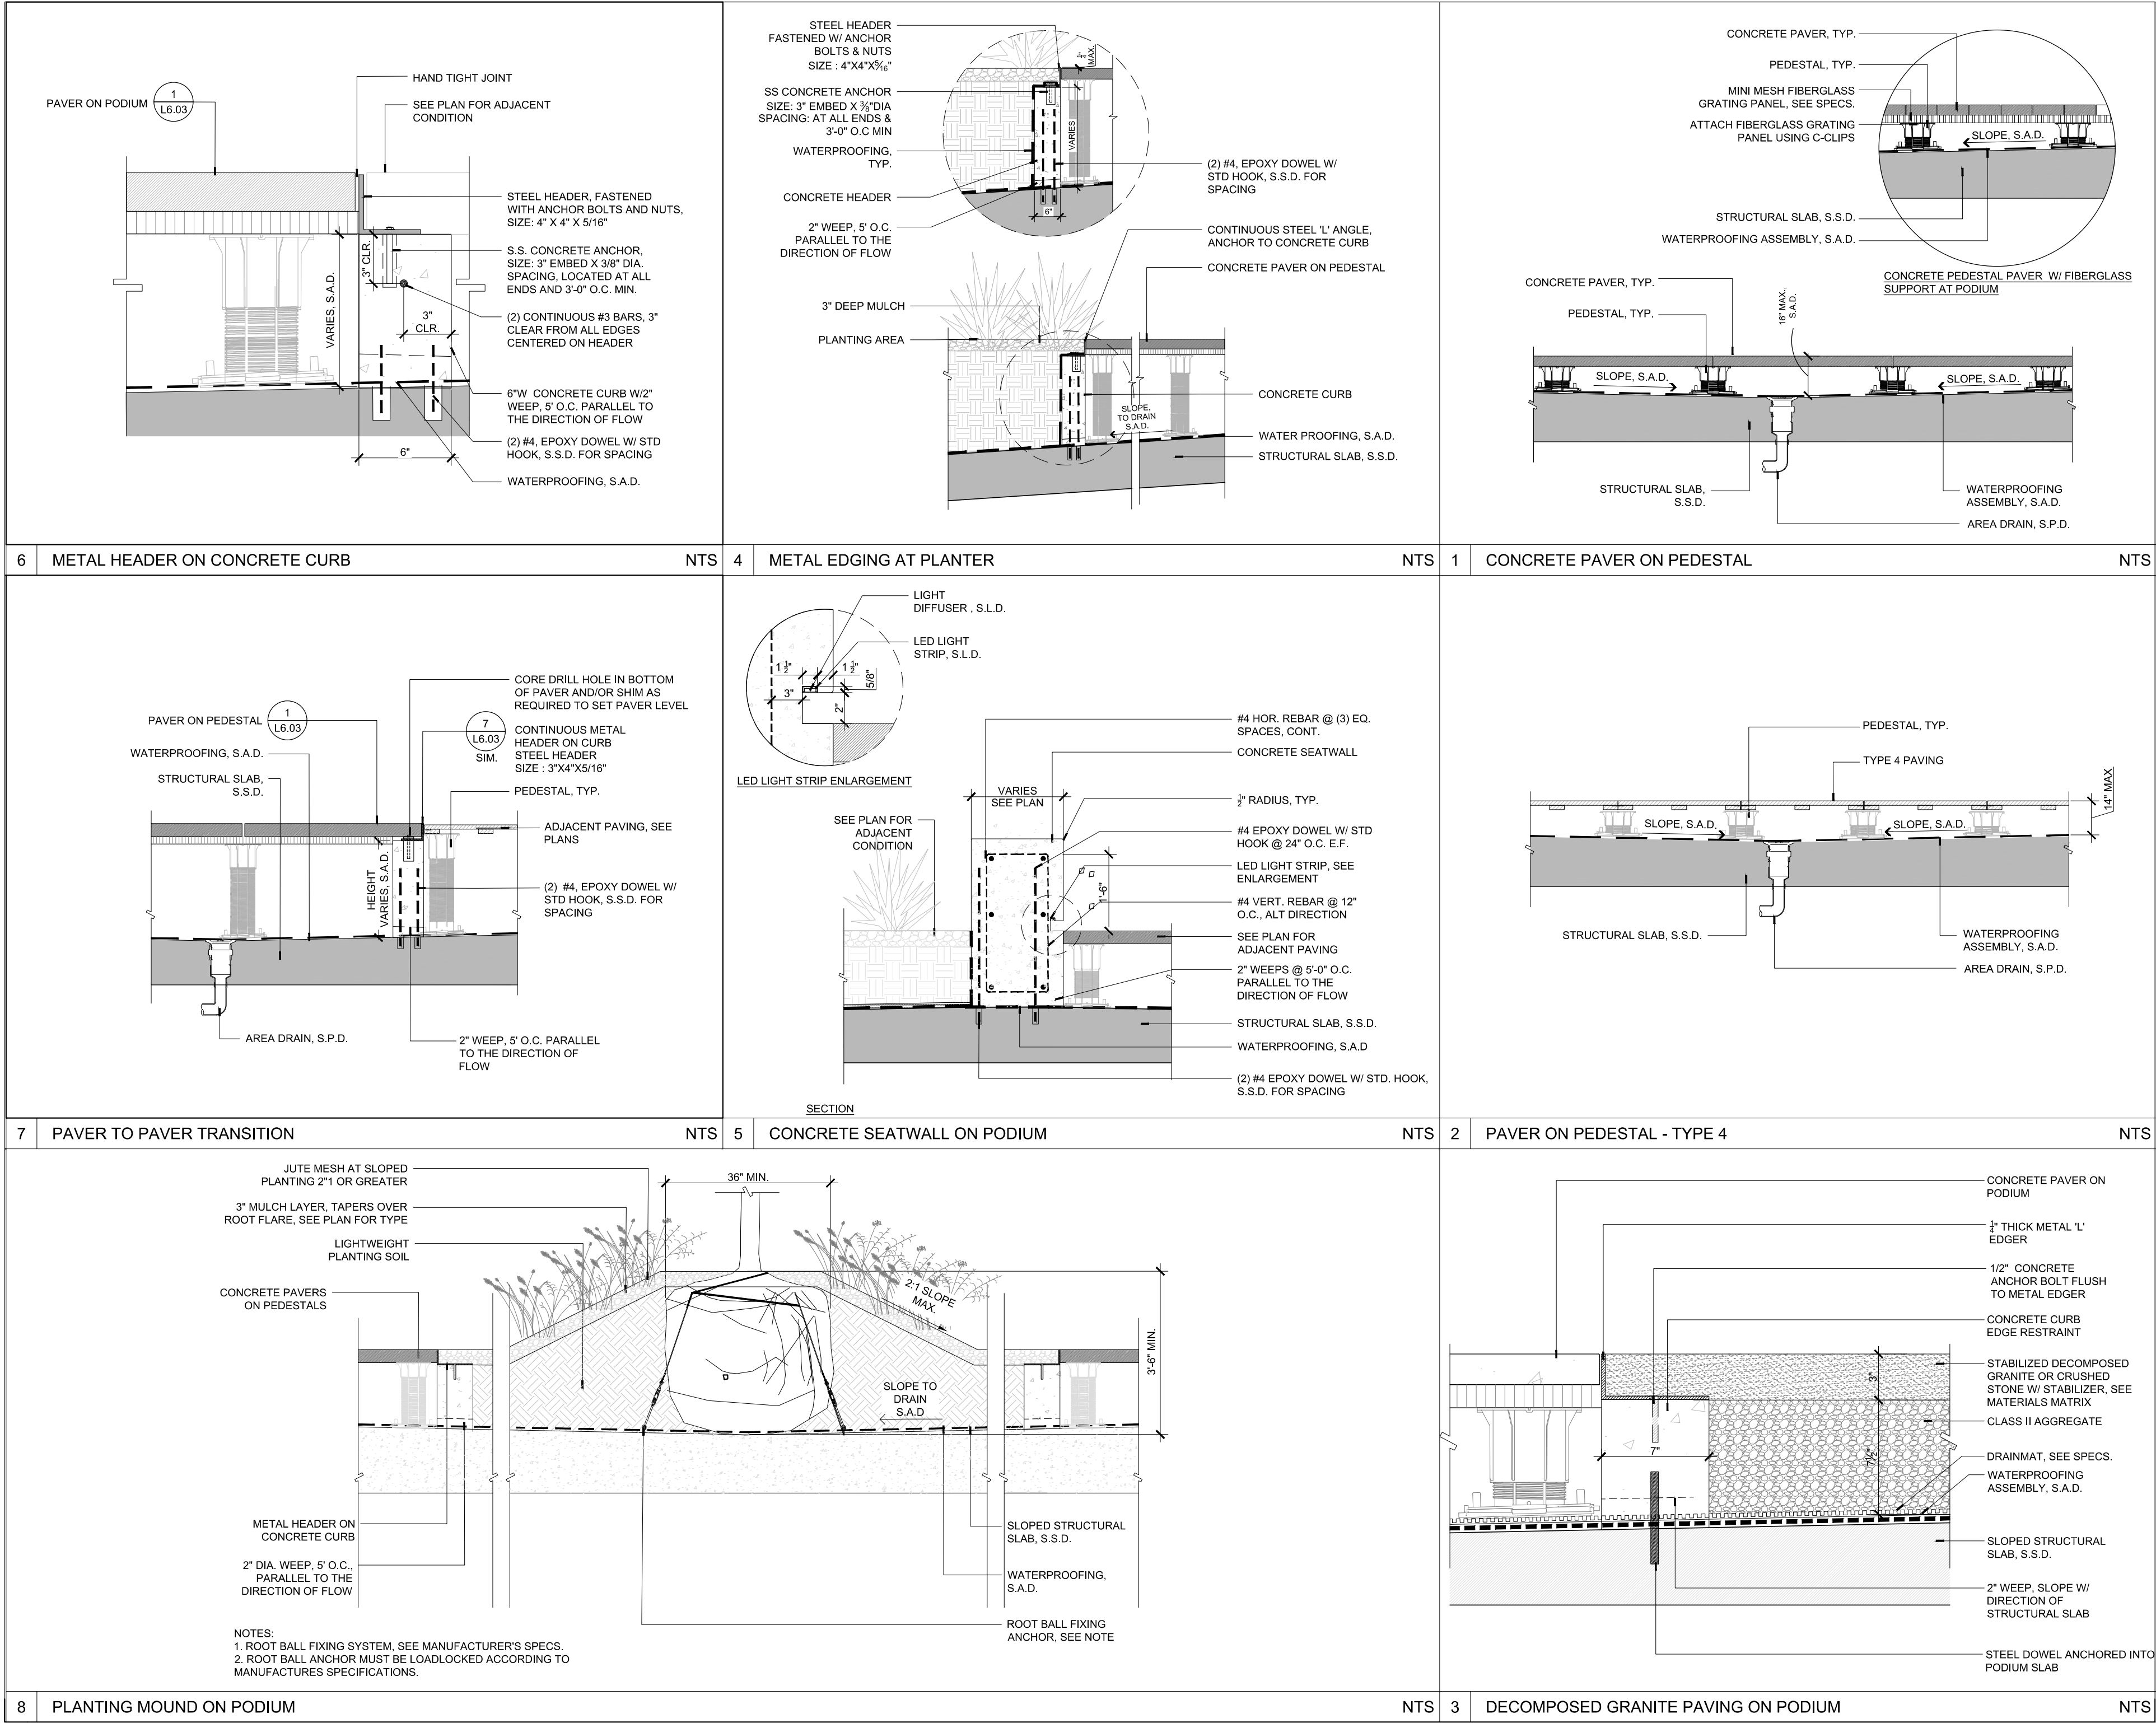 1
L6.03
PAVER ON PODIUM
HAND TIGHT JOINT
SEE PLAN FOR ADJACENT
CONDITION
STEEL HEADER, FASTENED
WITH ANCHOR BOLTS AND NUTS,
SIZE: 4" X 4" X 5/16"
S.S. CONCRETE ANCHOR,
SIZE: 3" EMBED X 3/8" DIA.
SPACING, LOCATED AT ALL
ENDS AND 3'-0" O.C. MIN.
(2) CONTINUOUS #3 BARS, 3"
CLEAR FROM ALL EDGES
CENTERED ON HEADER
6"W CONCRETE CURB W/2"
WEEP, 5' O.C. PARALLEL TO
THE DIRECTION OF FLOW
(2) #4, EPOXY DOWEL W/ STD
HOOK, S.S.D. FOR SPACING
WATERPROOFING, S.A.D.
VARIES, S.A.D.
3" CLR.
3"
CLR.
6"
6 METAL HEADER ON CONCRETE CURB NTS
STEEL HEADER
FASTENED W/ ANCHOR
BOLTS & NUTS
SIZE : 4"X4"X5/16"
SS CONCRETE ANCHOR
SIZE: 3" EMBED X 3/8"DIA
SPACING: AT ALL ENDS &
3'-0" O.C MIN
WATERPROOFING,
TYP.
CONCRETE HEADER
2" WEEP, 5' O.C.
PARALLEL TO THE
DIRECTION OF FLOW
MAX.
VARIES
6"
(2) #4, EPOXY DOWEL W/
STD HOOK, S.S.D. FOR
SPACING
CONTINUOUS STEEL 'L' ANGLE,
ANCHOR TO CONCRETE CURB
CONCRETE PAVER ON PEDESTAL
3" DEEP MULCH
PLANTING AREA
SLOPE,
TO DRAIN
S.A.D.
CONCRETE CURB
WATER PROOFING, S.A.D.
STRUCTURAL SLAB, S.S.D.
4 METAL EDGING AT PLANTER NTS
CONCRETE PAVER, TYP.
PEDESTAL, TYP.
MINI MESH FIBERGLASS
GRATING PANEL, SEE SPECS.
ATTACH FIBERGLASS GRATING
PANEL USING C-CLIPS
SLOPE, S.A.D.
STRUCTURAL SLAB, S.S.D.
WATERPROOFING ASSEMBLY, S.A.D.
CONCRETE PEDESTAL PAVER W/ FIBERGLASS
SUPPORT AT PODIUM
CONCRETE PAVER, TYP.
PEDESTAL, TYP.
16" MAX.,
S.A.D.
SLOPE, S.A.D.
SLOPE, S.A.D.
STRUCTURAL SLAB,
S.S.D.
WATERPROOFING
ASSEMBLY, S.A.D.
AREA DRAIN, S.P.D.
1 CONCRETE PAVER ON PEDESTAL NTS
CORE DRILL HOLE IN BOTTOM
OF PAVER AND/OR SHIM AS
REQUIRED TO SET PAVER LEVEL
PAVER ON PEDESTAL
1
L6.03
7
L6.03
SIM.
CONTINUOUS METAL
HEADER ON CURB
STEEL HEADER
SIZE : 3"X4"X5/16"
WATERPROOFING, S.A.D.
STRUCTURAL SLAB,
S.S.D.
PEDESTAL, TYP.
ADJACENT PAVING, SEE
PLANS
HEIGHT
VARIES, S.A.D.
(2) #4, EPOXY DOWEL W/
STD HOOK, S.S.D. FOR
SPACING
AREA DRAIN, S.P.D.
2" WEEP, 5' O.C. PARALLEL
TO THE DIRECTION OF
FLOW
7 PAVER TO PAVER TRANSITION NTS
LIGHT
DIFFUSER , S.L.D.
LED LIGHT
STRIP, S.L.D.
1 1/2"
1 1/2"
5/8"
3"
2"
LED LIGHT STRIP ENLARGEMENT
#4 HOR. REBAR @ (3) EQ.
SPACES, CONT.
CONCRETE SEATWALL
VARIES
SEE PLAN
1/2" RADIUS, TYP.
SEE PLAN FOR
ADJACENT
CONDITION
#4 EPOXY DOWEL W/ STD
HOOK @ 24" O.C. E.F.
LED LIGHT STRIP, SEE
ENLARGEMENT
1'-6"
#4 VERT. REBAR @ 12"
O.C., ALT DIRECTION
SEE PLAN FOR
ADJACENT PAVING
2" WEEPS @ 5'-0" O.C.
PARALLEL TO THE
DIRECTION OF FLOW
STRUCTURAL SLAB, S.S.D.
WATERPROOFING, S.A.D
(2) #4 EPOXY DOWEL W/ STD. HOOK,
S.S.D. FOR SPACING
SECTION
5 CONCRETE SEATWALL ON PODIUM NTS
PEDESTAL, TYP.
TYPE 4 PAVING
14" MAX
SLOPE, S.A.D.
SLOPE, S.A.D.
STRUCTURAL SLAB, S.S.D.
WATERPROOFING
ASSEMBLY, S.A.D.
AREA DRAIN, S.P.D.
2 PAVER ON PEDESTAL - TYPE 4 NTS
JUTE MESH AT SLOPED
PLANTING 2"1 OR GREATER
3" MULCH LAYER, TAPERS OVER
ROOT FLARE, SEE PLAN FOR TYPE
LIGHTWEIGHT
PLANTING SOIL
CONCRETE PAVERS
ON PEDESTALS
36" MIN.
2:1 SLOPE
MAX.
3'-6" MIN.
SLOPE TO
DRAIN
S.A.D
METAL HEADER ON
CONCRETE CURB
2" DIA. WEEP, 5' O.C.,
PARALLEL TO THE
DIRECTION OF FLOW
SLOPED STRUCTURAL
SLAB, S.S.D.
WATERPROOFING,
S.A.D.
ROOT BALL FIXING
ANCHOR, SEE NOTE
NOTES:
1. ROOT BALL FIXING SYSTEM, SEE MANUFACTURER'S SPECS.
2. ROOT BALL ANCHOR MUST BE LOADLOCKED ACCORDING TO
MANUFACTURES SPECIFICATIONS.
8 PLANTING MOUND ON PODIUM NTS
CONCRETE PAVER ON
PODIUM
1/4" THICK METAL 'L'
EDGER
1/2" CONCRETE
ANCHOR BOLT FLUSH
TO METAL EDGER
CONCRETE CURB
EDGE RESTRAINT
STABILIZED DECOMPOSED
GRANITE OR CRUSHED
STONE W/ STABILIZER, SEE
MATERIALS MATRIX
CLASS II AGGREGATE
DRAINMAT, SEE SPECS.
WATERPROOFING
ASSEMBLY, S.A.D.
3"
7"
7 1/2"
SLOPED STRUCTURAL
SLAB, S.S.D.
2" WEEP, SLOPE W/
DIRECTION OF
STRUCTURAL SLAB
STEEL DOWEL ANCHORED INTO
PODIUM SLAB
3 DECOMPOSED GRANITE PAVING ON PODIUM NTS